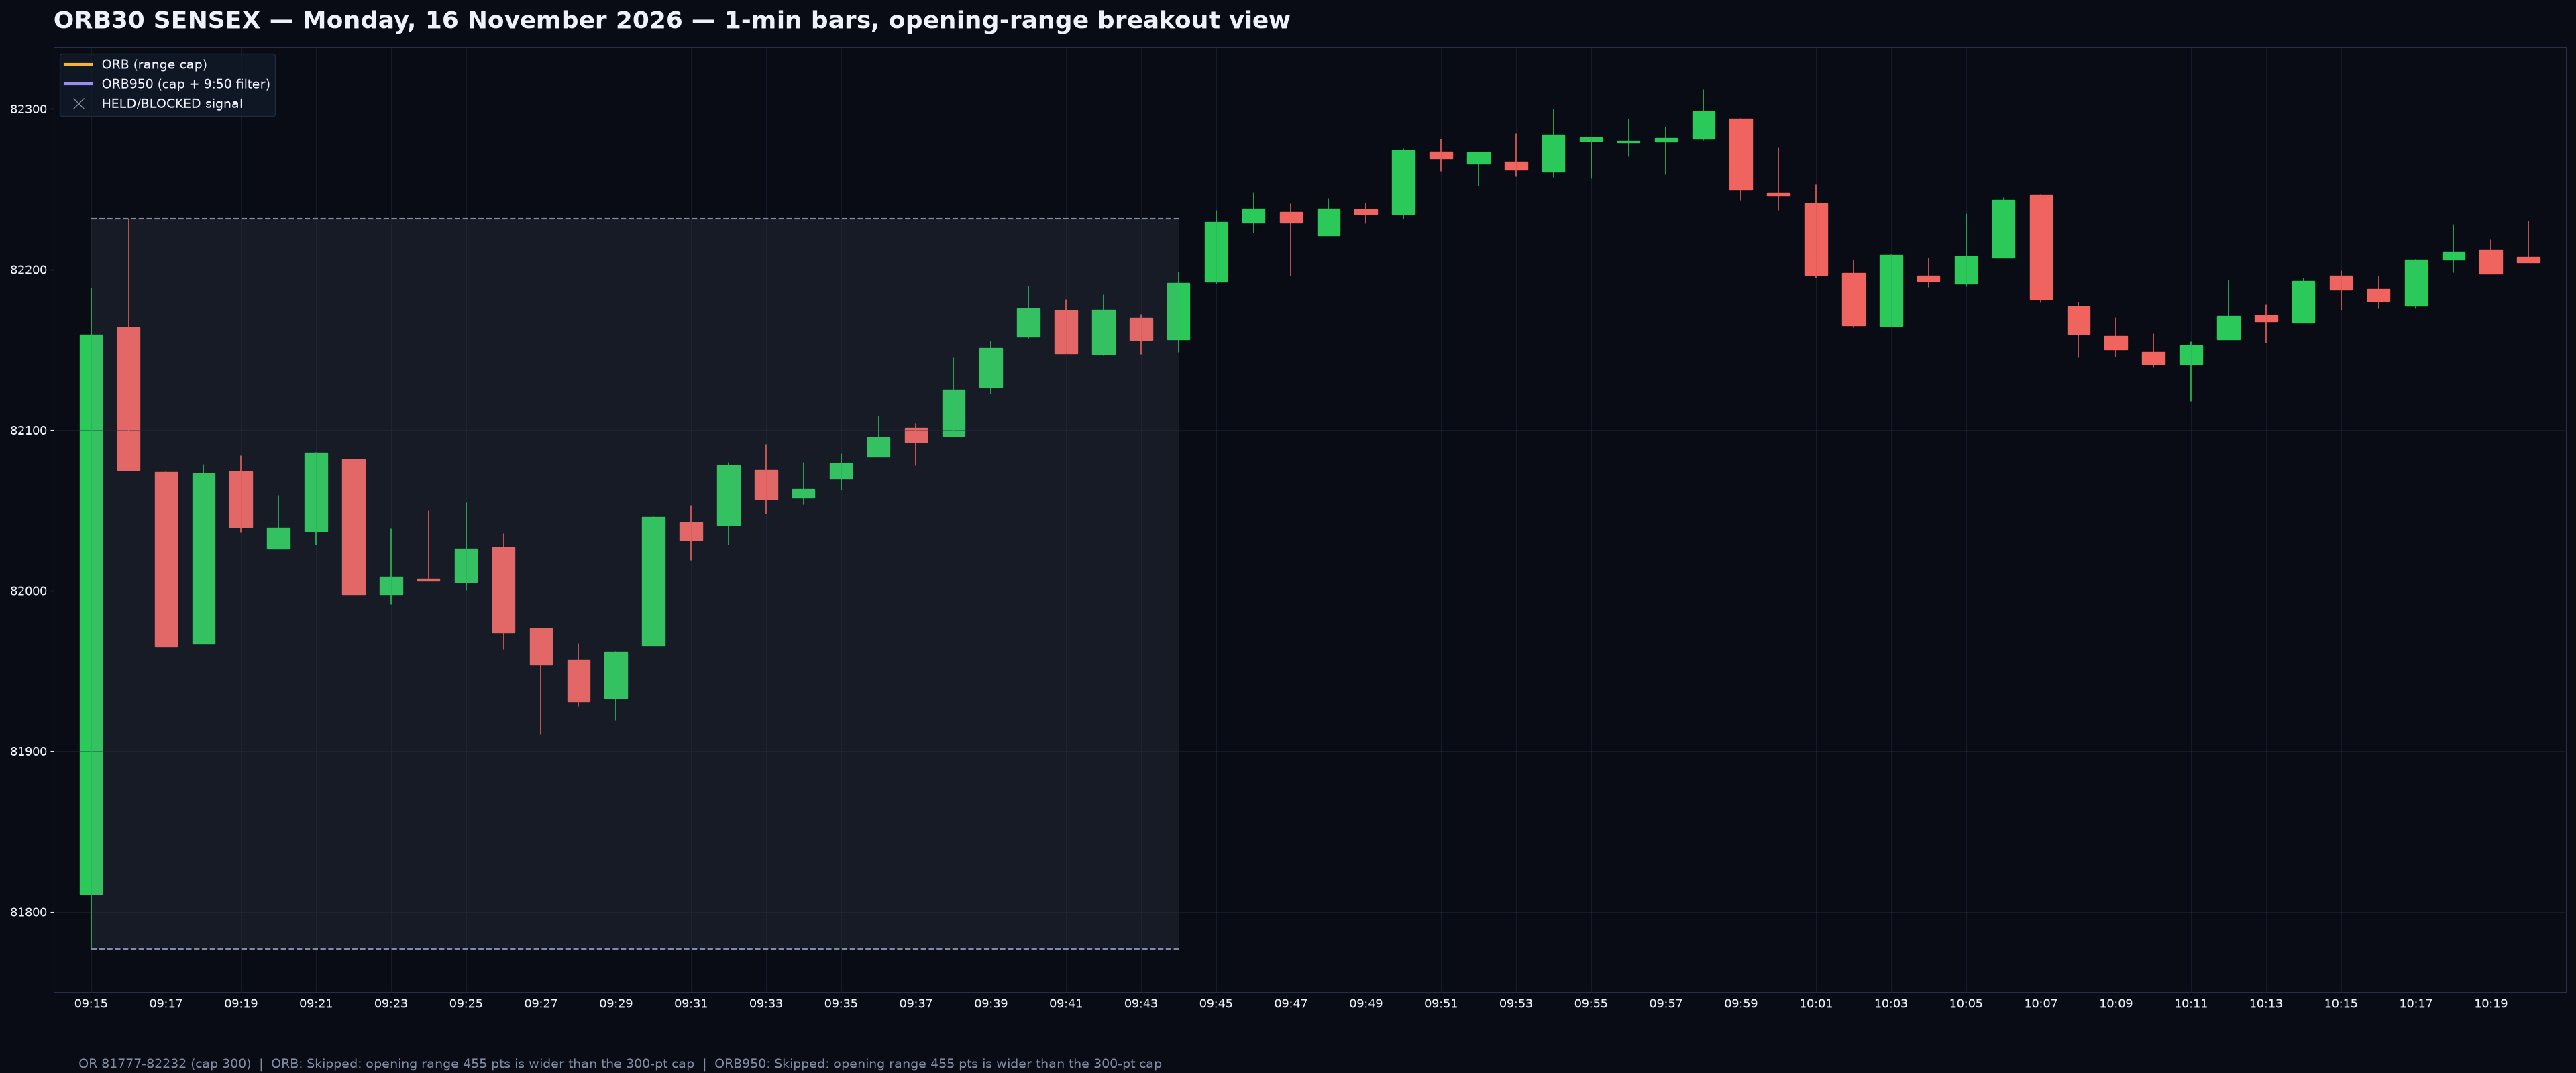 ORB30 SENSEX — Monday, 16 November 2026 — 1-min bars, opening-range breakout view
ORB (range cap)
ORB950 (cap + 9:50 filter)
HELD/BLOCKED signal
82300
82200
82100
82000
81900
81800
09:15 09:17 09:19 09:21 09:23 09:25 09:27 09:29 09:31 09:33 09:35 09:37 09:39 09:41 09:43 09:45 09:47 09:49 09:51 09:53 09:55 09:57 09:59 10:01 10:03 10:05 10:07 10:09 10:11 10:13 10:15 10:17 10:19
OR 81777-82232 (cap 300) | ORB: Skipped: opening range 455 pts is wider than the 300-pt cap | ORB950: Skipped: opening range 455 pts is wider than the 300-pt cap